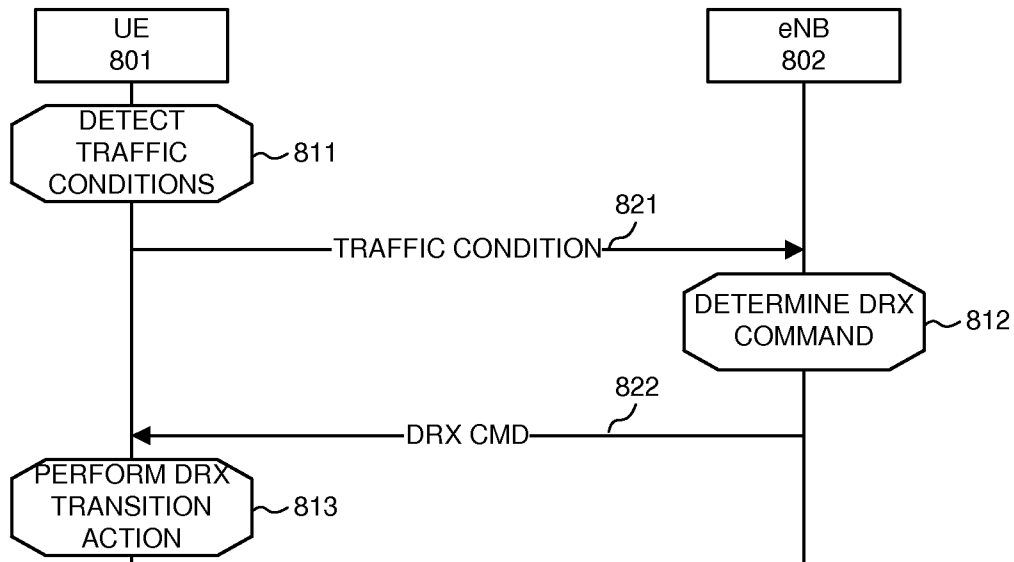 UE
801
eNB
802
DETECT
TRAFFIC
CONDITIONS
811
821
TRAFFIC CONDITION
DETERMINE DRX
COMMAND
812
822
DRX CMD
PERFORM DRX
TRANSITION
ACTION
813